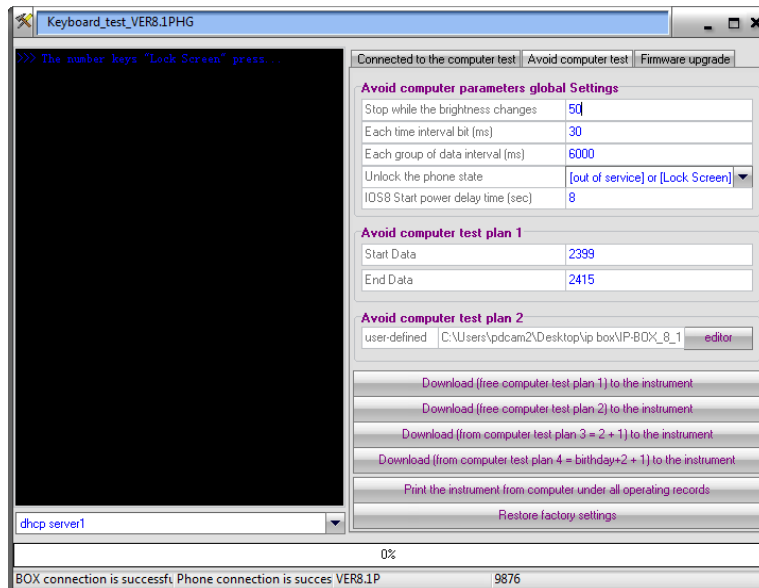 Keyboard_test_VER8.1PHG
>>> The number keys "Lock Screen" press...
Connected to the computer test
Avoid computer test
Firmware upgrade
Avoid computer parameters global Settings
Stop while the brightness changes 50
Each time interval bit (ms) 30
Each group of data interval (ms) 6000
Unlock the phone state [out of service] or [Lock Screen]
IOS8 Start power delay time (sec) 8
Avoid computer test plan 1
Start Data 2399
End Data 2415
Avoid computer test plan 2
user-defined C:\Users\pdcam2\Desktop\ip box\IP-BOX_8_1 editor
Download (free computer test plan 1) to the instrument
Download (free computer test plan 2) to the instrument
Download (from computer test plan 3 = 2 + 1) to the instrument
Download (from computer test plan 4 = birthday+2 + 1) to the instrument
Print the instrument from computer under all operating records
Restore factory settings
dhcp server1
0%
BOX connection is successfu Phone connection is succes VER8.1P 9876